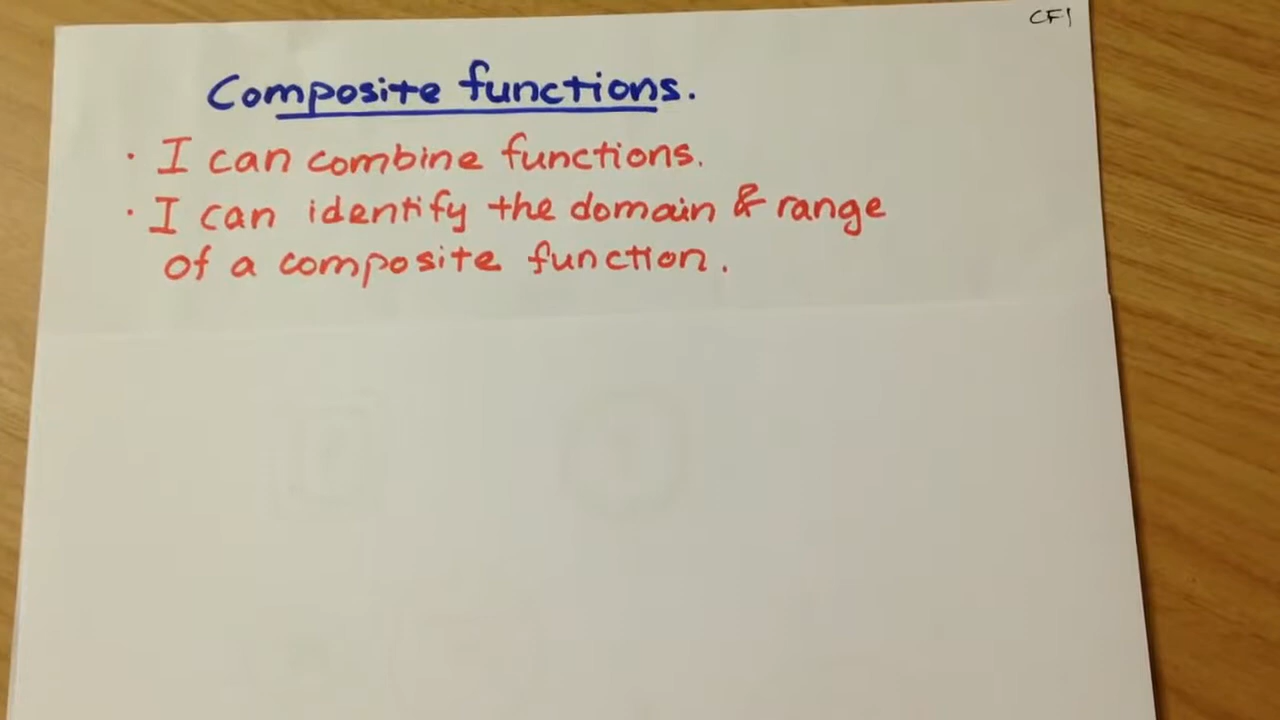 CF1
Composite functions.
· I can combine functions.
· I can identify the domain & range
of a composite function.